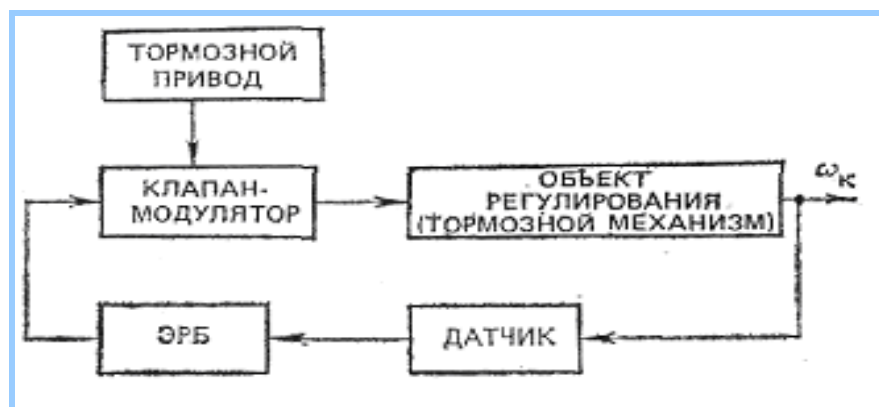 ТОРМОЗНОЙ
ПРИВОД
КЛАПАН-
МОДУЛЯТОР
ОБЪЕКТ
РЕГУЛИРОВАНИЯ
(ТОРМОЗНОЙ МЕХАНИЗМ)
ωк
ЭРБ
ДАТЧИК